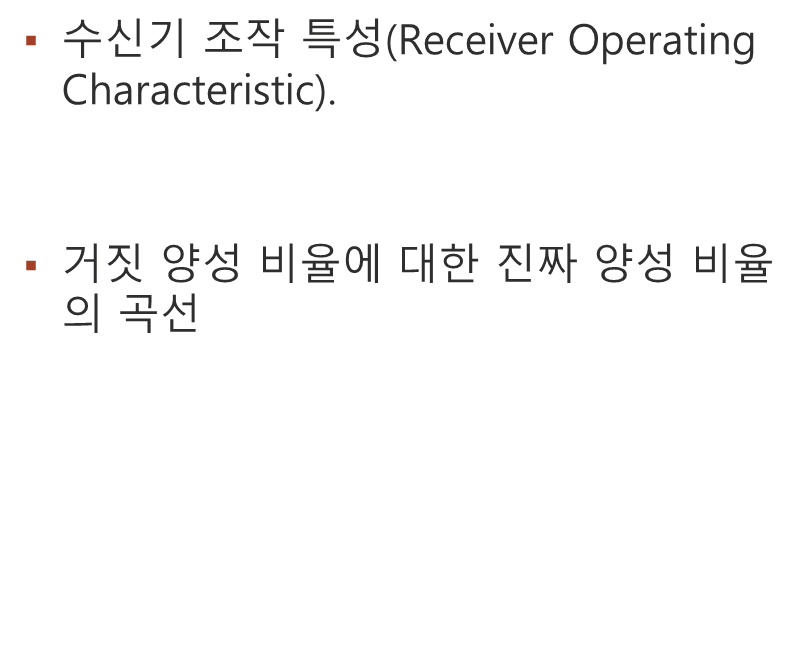 ▪ 수신기 조작 특성(Receiver Operating
Characteristic).
▪ 거짓 양성 비율에 대한 진짜 양성 비율
의 곡선